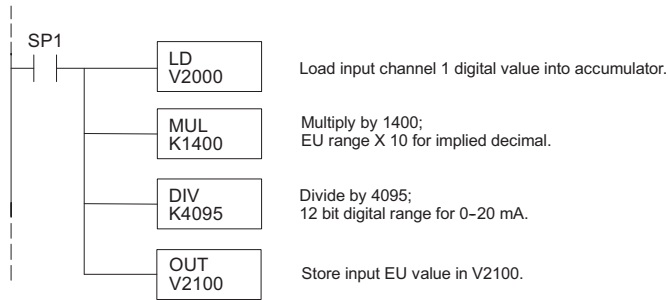 SP1
LD
V2000
Load input channel 1 digital value into accumulator.
MUL
K1400
Multiply by 1400;
EU range X 10 for implied decimal.
DIV
K4095
Divide by 4095;
12 bit digital range for 0-20 mA.
OUT
V2100
Store input EU value in V2100.